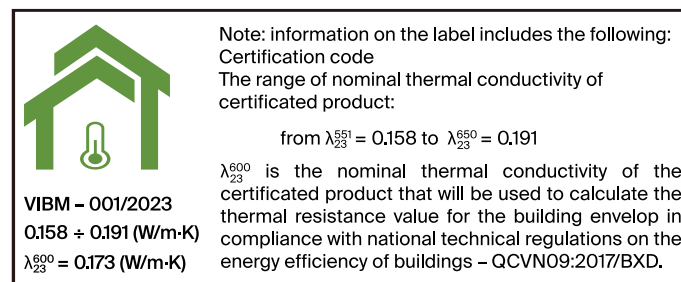 Note: information on the label includes the following:
Certification code
The range of nominal thermal conductivity of
certificated product:
from λ₂₃⁵⁵¹ = 0.158 to λ₂₃⁶⁵⁰ = 0.191
λ₂₃⁶⁰⁰ is the nominal thermal conductivity of the
certificated product that will be used to calculate the
thermal resistance value for the building envelop in
compliance with national technical regulations on the
energy efficiency of buildings – QCVN09:2017/BXD.
VIBM – 001/2023
0.158 ÷ 0.191 (W/m·K)
λ₂₃⁶⁰⁰ = 0.173 (W/m·K)